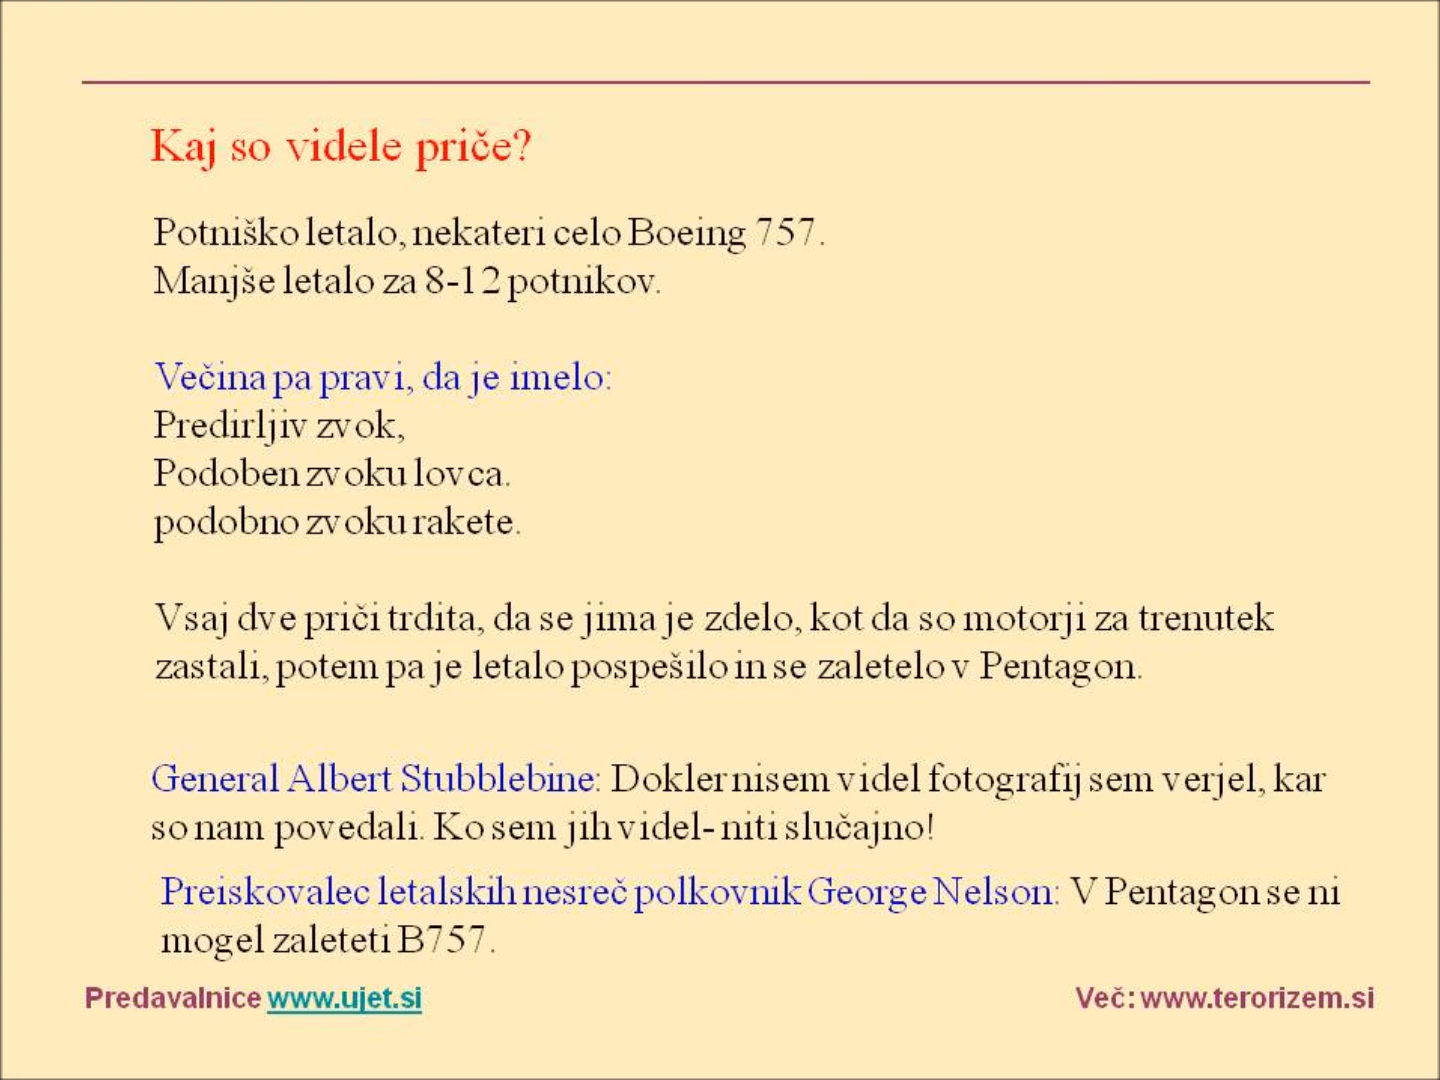 Kaj so videle priče?
Potniško letalo, nekateri celo Boeing 757.
Manjše letalo za 8-12 potnikov.
Večina pa pravi, da je imelo:
Predirljiv zvok,
Podoben zvoku lovca.
podobno zvoku rakete.
Vsaj dve priči trdita, da se jima je zdelo, kot da so motorji za trenutek
zastali, potem pa je letalo pospešilo in se zaletelo v Pentagon.
General Albert Stubblebine: Dokler nisem videl fotografij sem verjel, kar
so nam povedali. Ko sem jih videl- niti slučajno!
Preiskovalec letalskih nesreč polkovnik George Nelson: V Pentagon se ni
mogel zaleteti B757.
Predavalnice www.ujet.si Več: www.terorizem.si